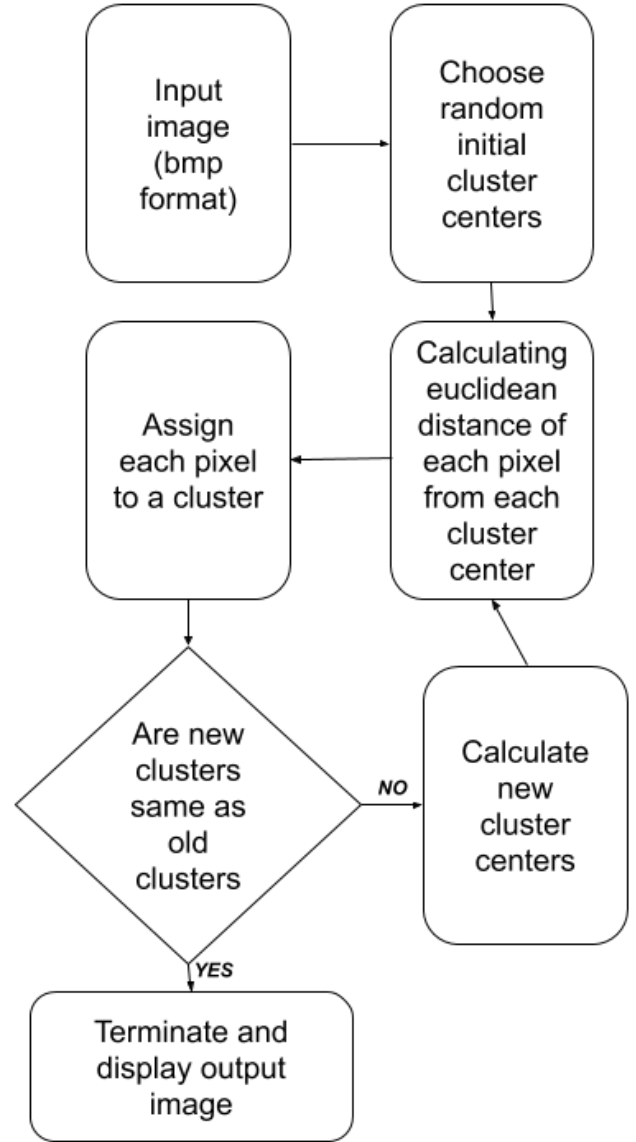 Input
image
(bmp
format)
Choose
random
initial
cluster
centers
Calculating
euclidean
distance of
each pixel
from each
cluster
center
Assign
each pixel
to a cluster
Are new
clusters
same as
old
clusters
NO
Calculate
new
cluster
centers
YES
Terminate and
display output
image